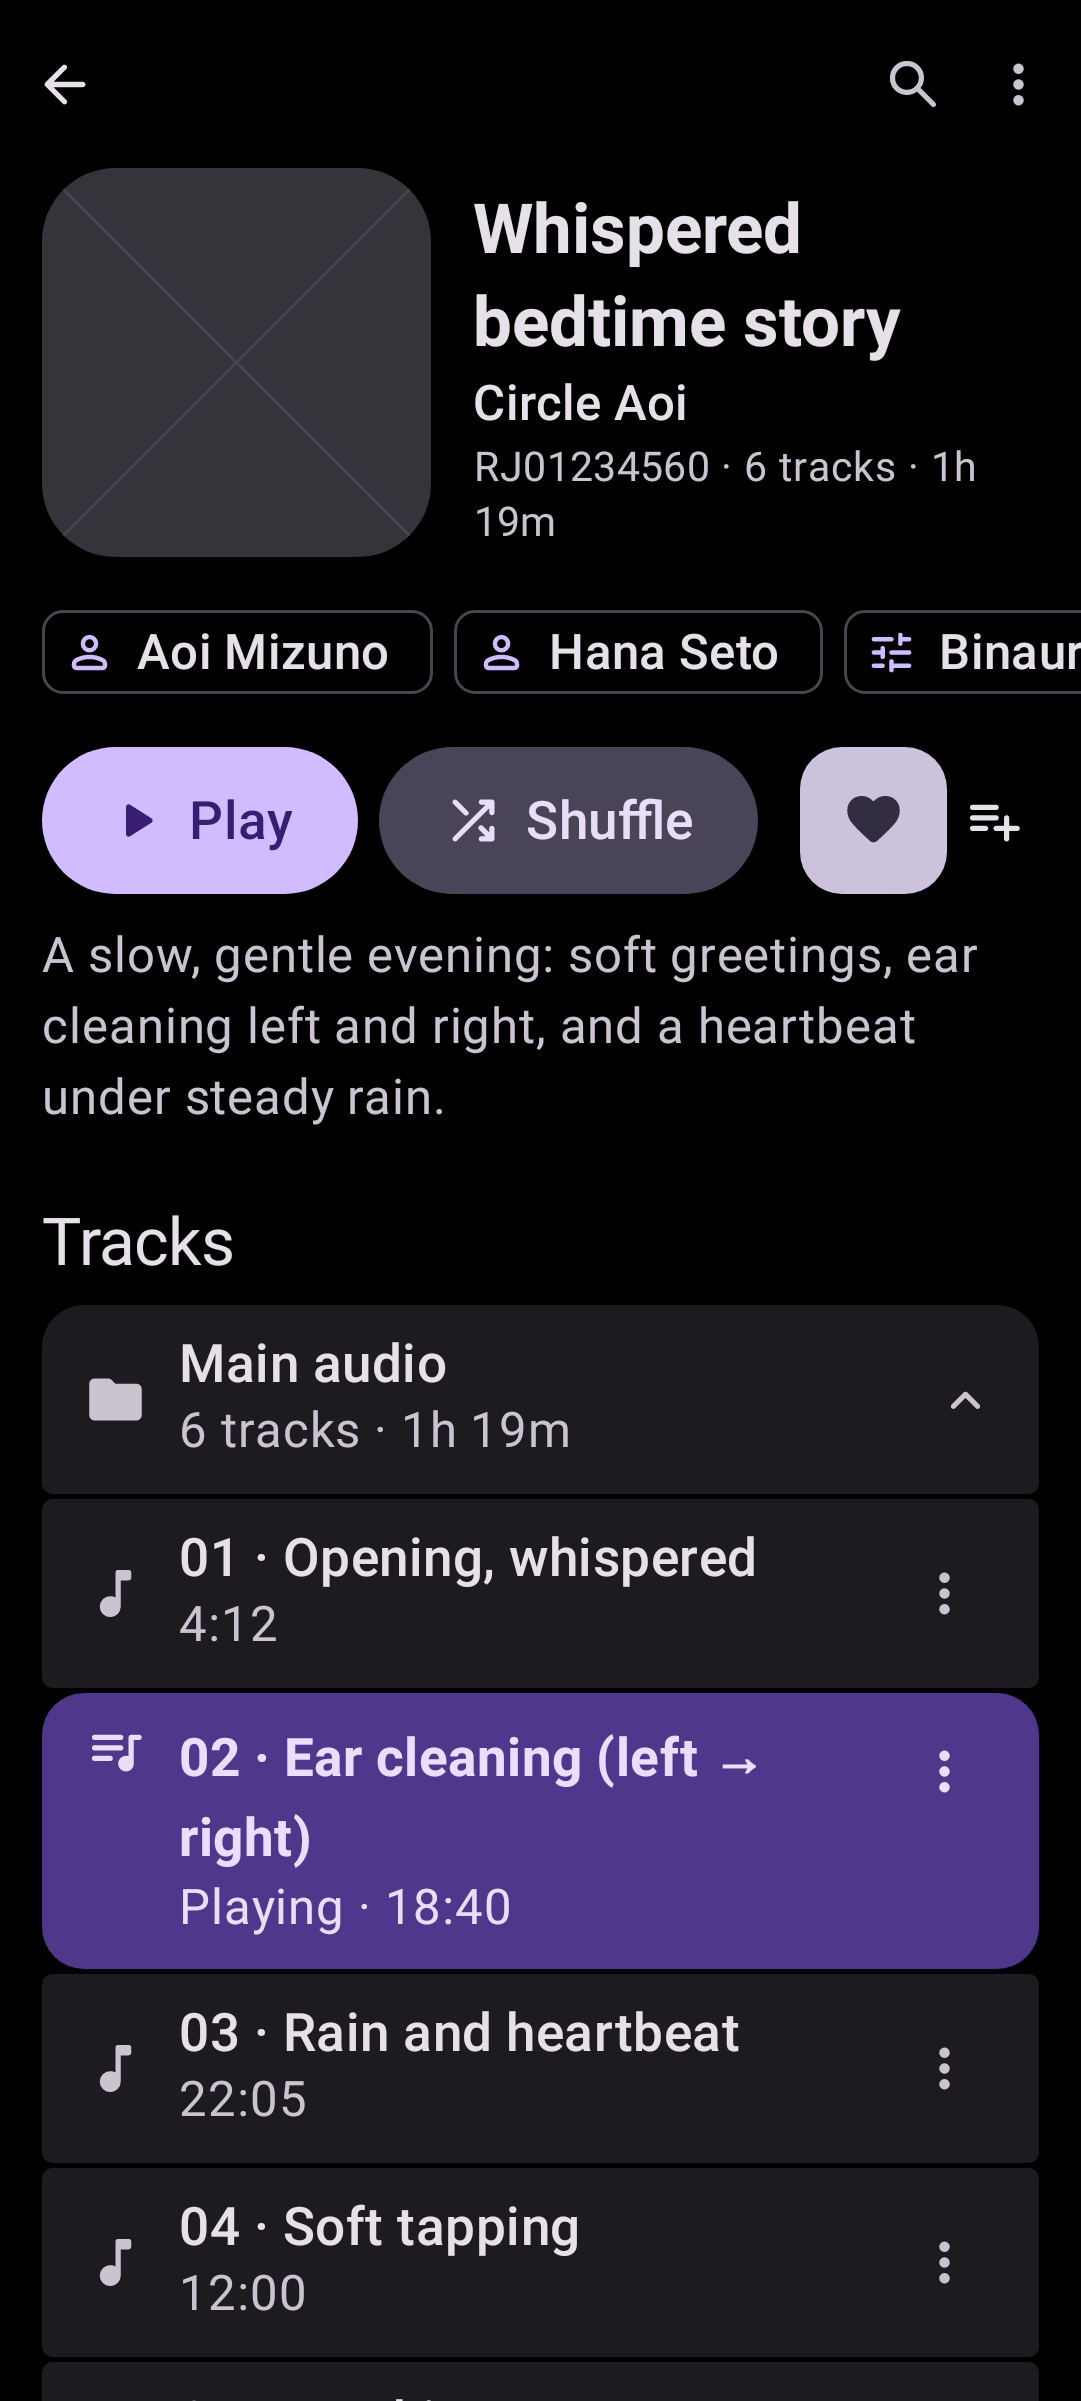 Whispered
bedtime story
Circle Aoi
RJ01234560 · 6 tracks · 1h
19m
Aoi Mizuno
Hana Seto
Binaur
Play
Shuffle
A slow, gentle evening: soft greetings, ear
cleaning left and right, and a heartbeat
under steady rain.
Tracks
Main audio
6 tracks · 1h 19m
01 · Opening, whispered
4:12
02 · Ear cleaning (left →
right)
Playing · 18:40
03 · Rain and heartbeat
22:05
04 · Soft tapping
12:00